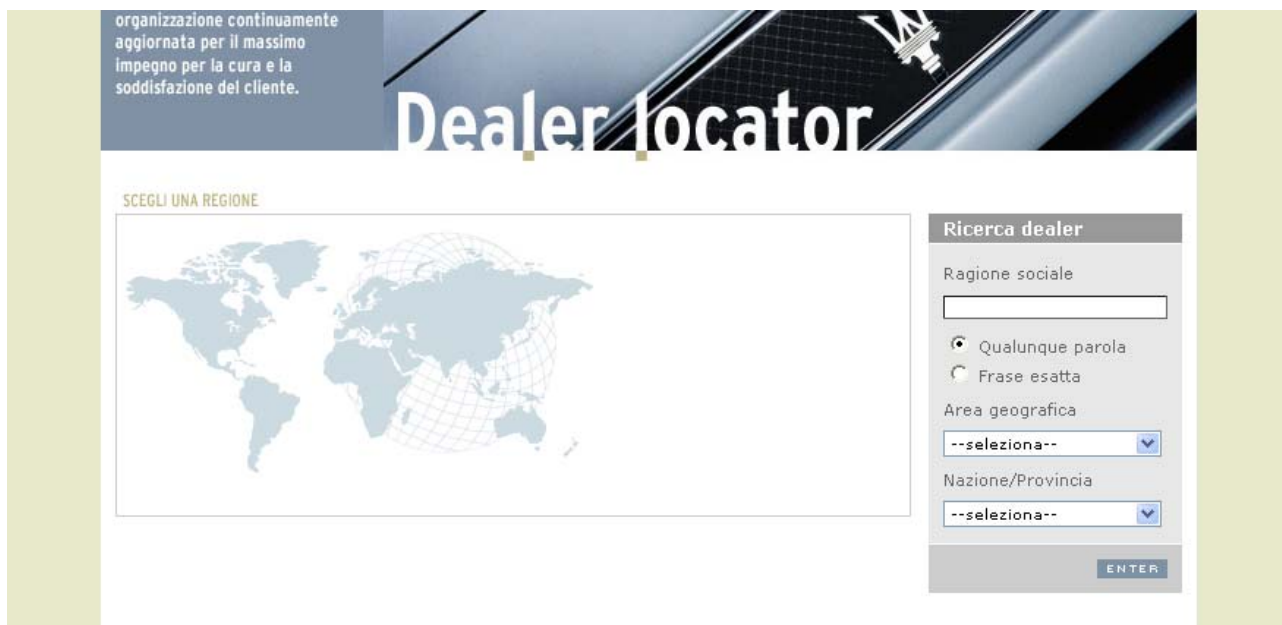 organizzazione continuamente
aggiornata per il massimo
impegno per la cura e la
soddisfazione del cliente.
Dealer locator
SCEGLI UNA REGIONE
Ricerca dealer
Ragione sociale
Qualunque parola
Frase esatta
Area geografica
--seleziona--
Nazione/Provincia
--seleziona--
ENTER